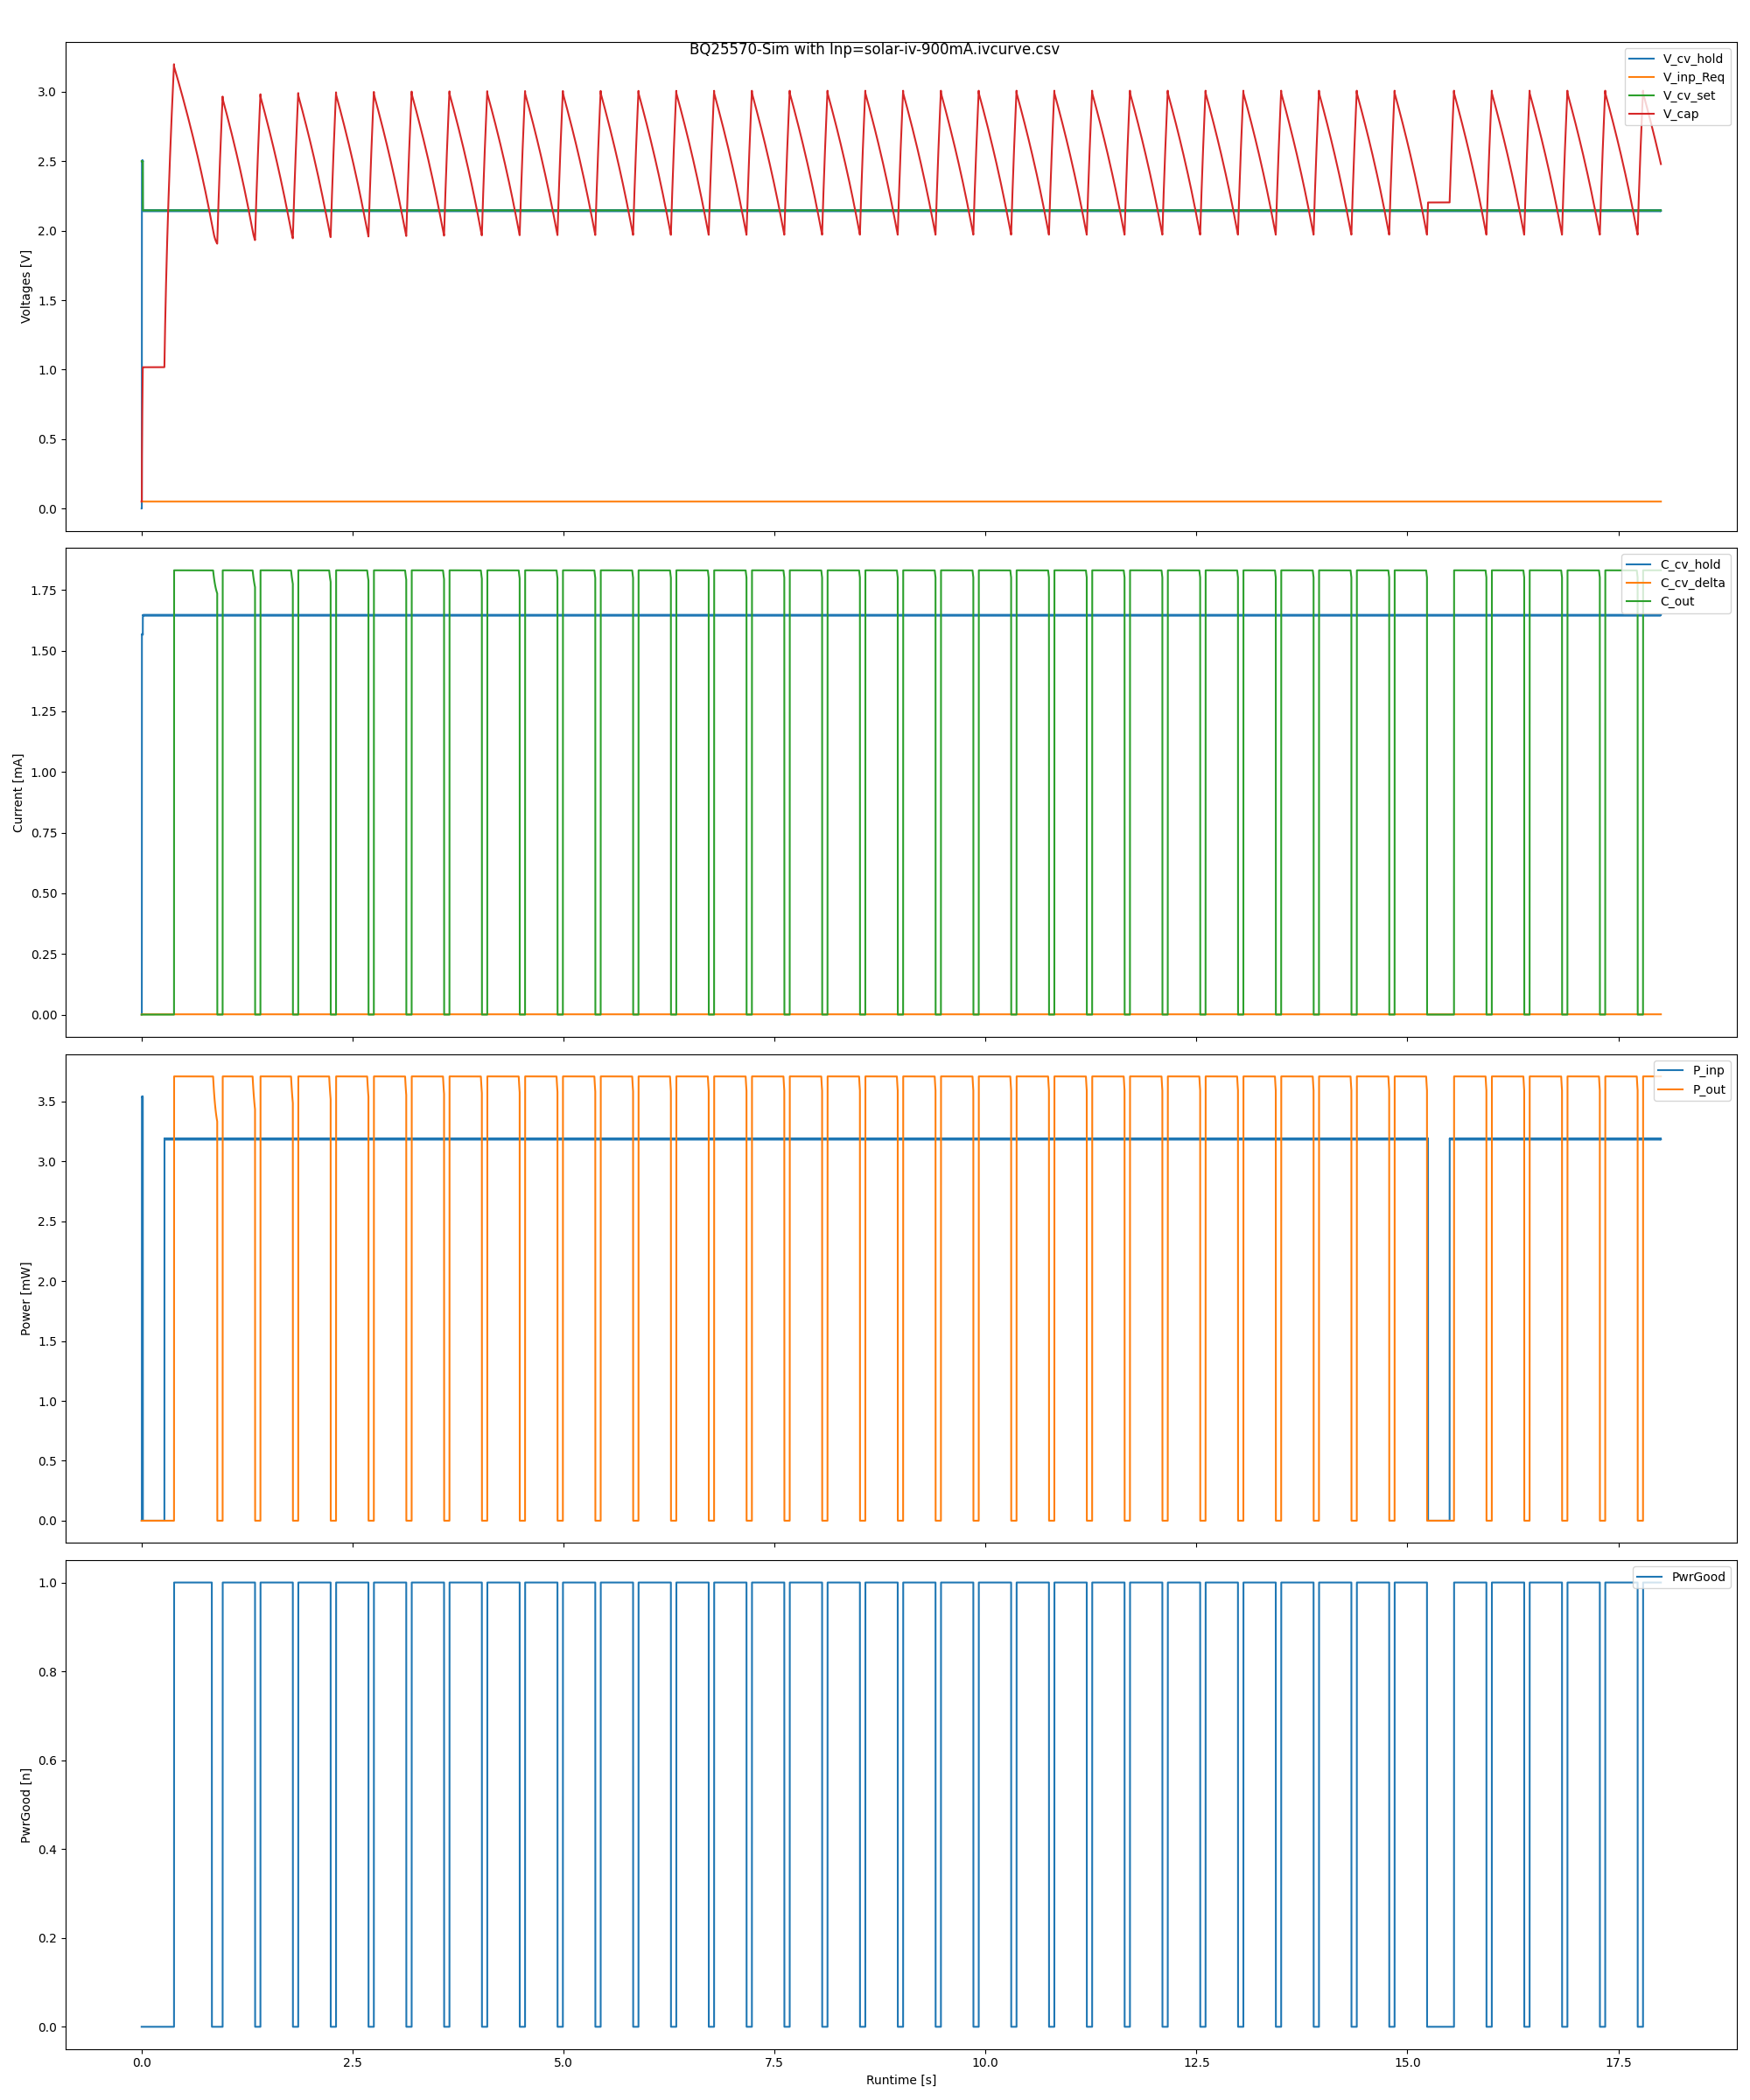 BQ25570-Sim with Inp=solar-iv-900mA.ivcurve.csv
Voltages [V]
3.0
2.5
2.0
1.5
1.0
0.5
0.0
V_cv_hold
V_inp_Req
V_cv_set
V_cap
Current [mA]
1.75
1.50
1.25
1.00
0.75
0.50
0.25
0.00
C_cv_hold
C_cv_delta
C_out
Power [mW]
3.5
3.0
2.5
2.0
1.5
1.0
0.5
0.0
P_inp
P_out
PwrGood [n]
1.0
0.8
0.6
0.4
0.2
0.0
PwrGood
0.0 2.5 5.0 7.5 10.0 12.5 15.0 17.5
Runtime [s]